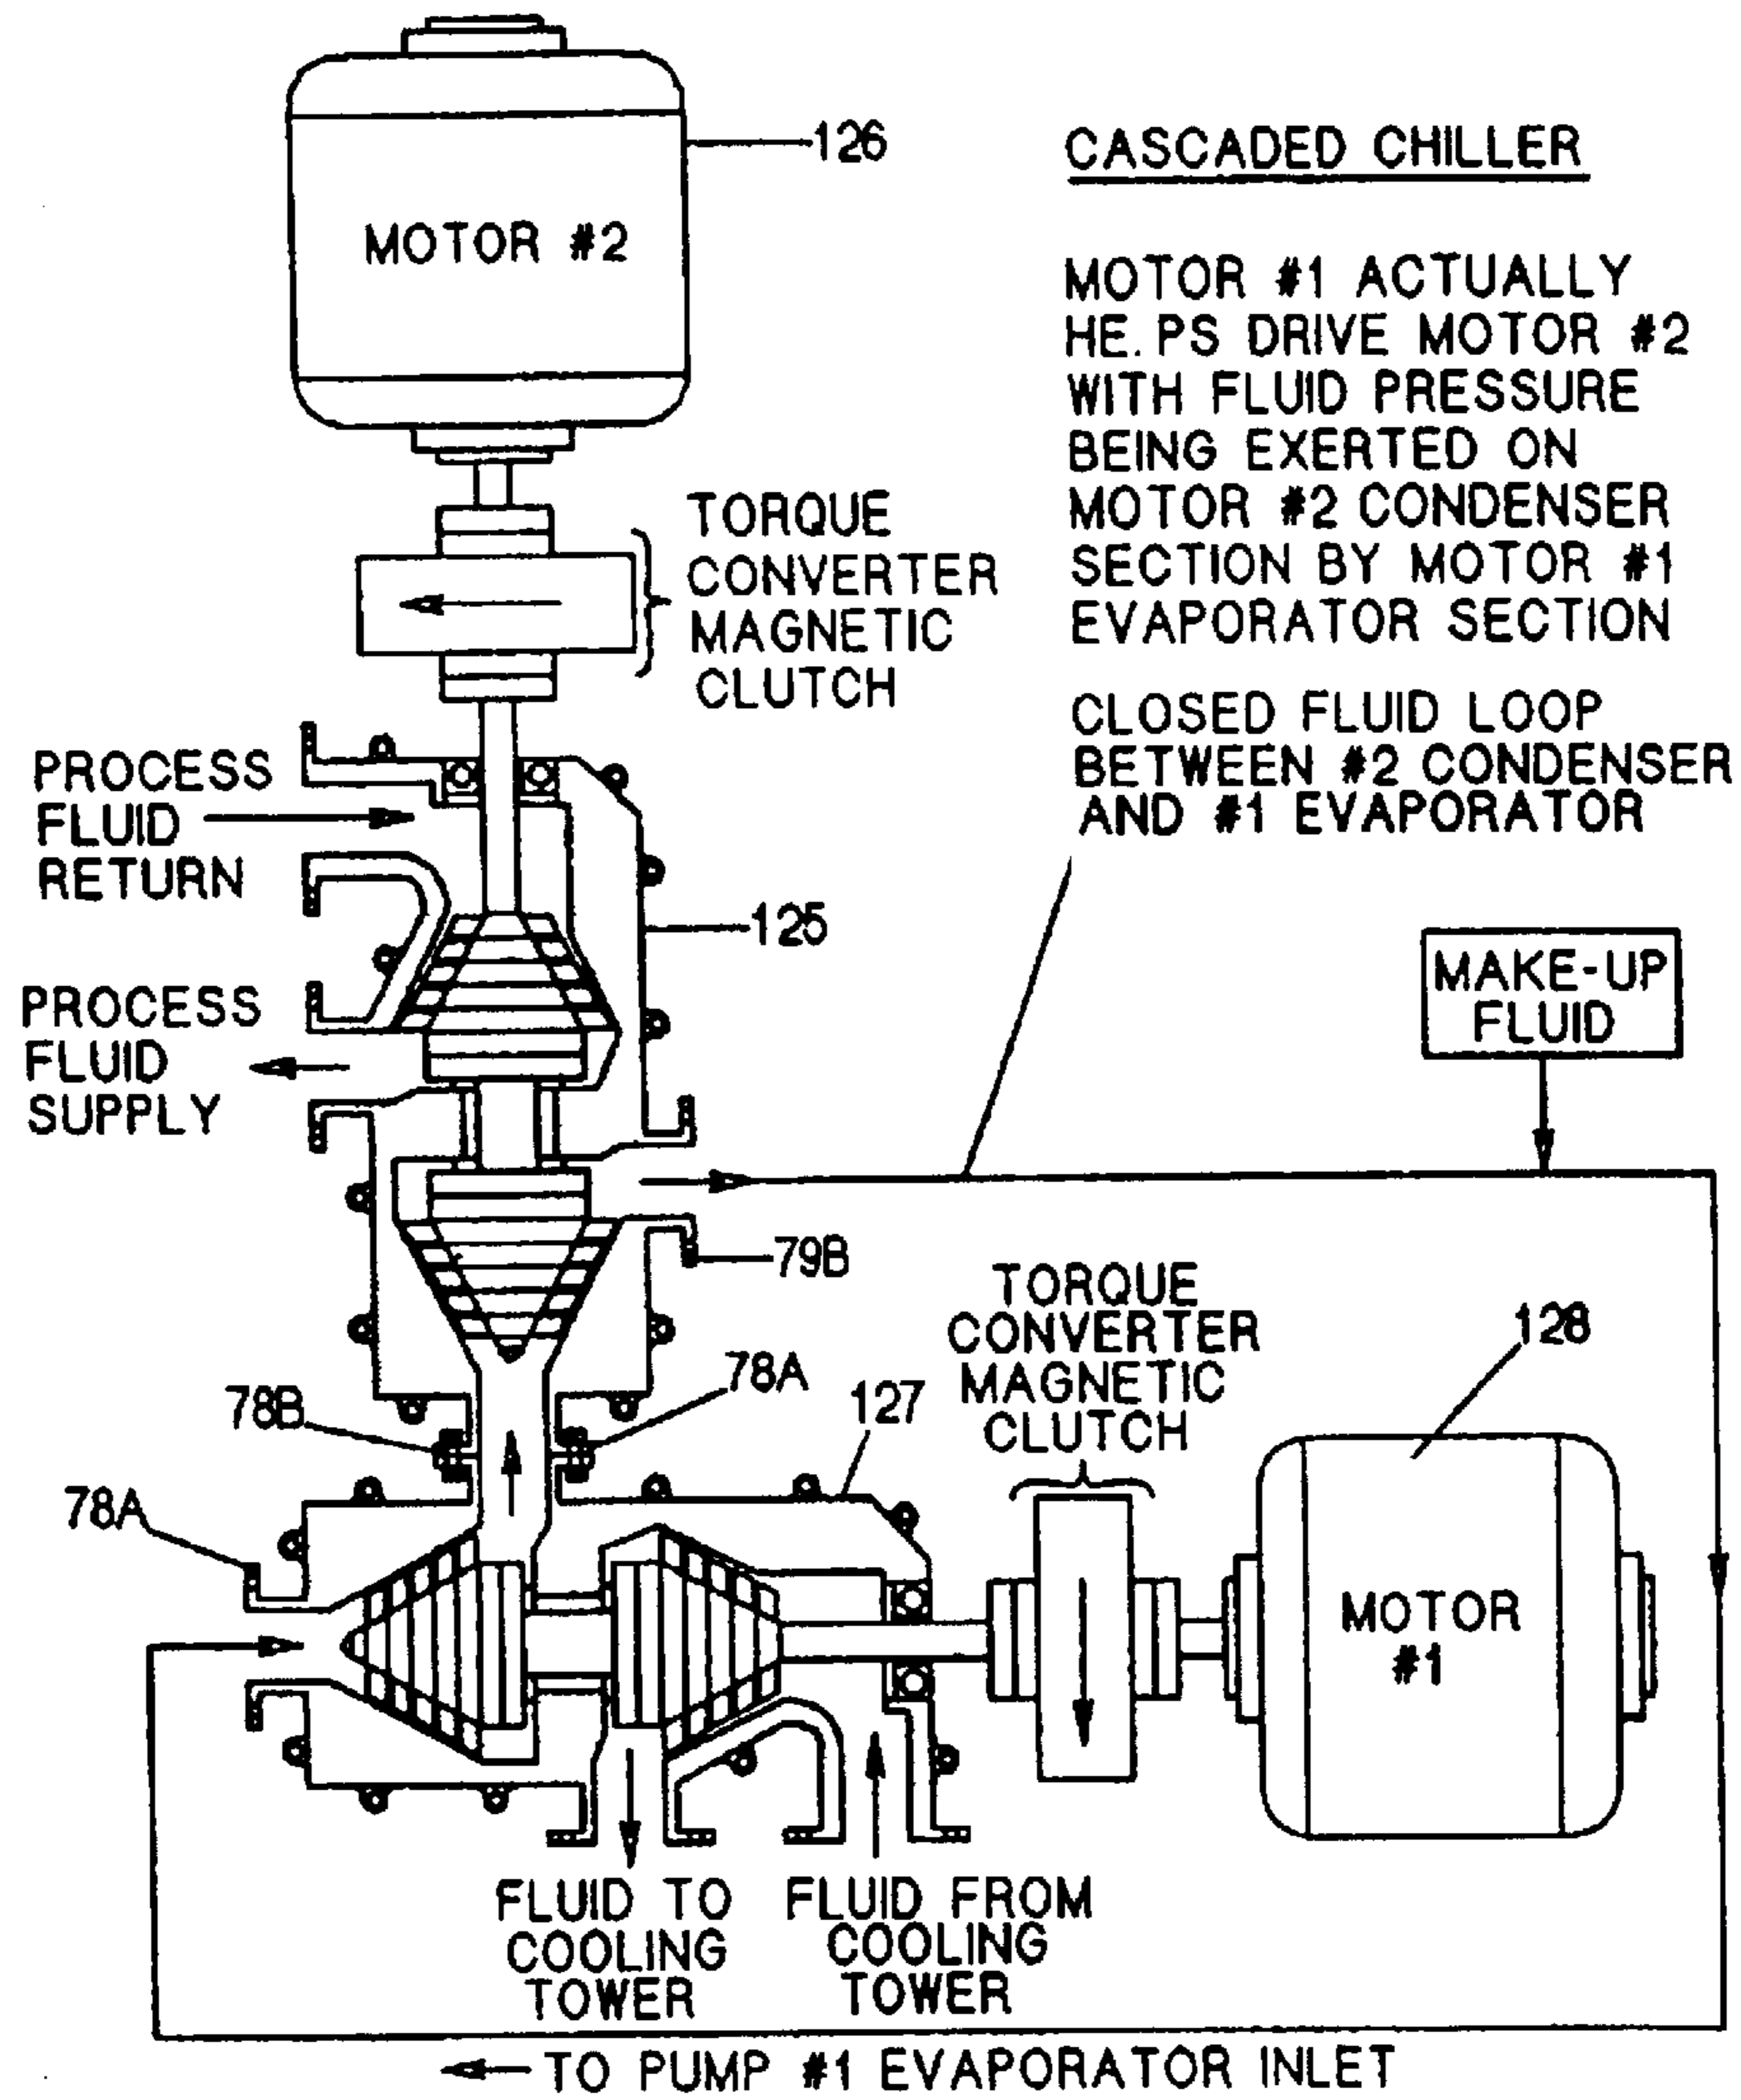 126
CASCADED CHILLER
MOTOR #2
MOTOR #1 ACTUALLY
HE.PS DRIVE MOTOR #2
WITH FLUID PRESSURE
BEING EXERTED ON
MOTOR #2 CONDENSER
SECTION BY MOTOR #1
EVAPORATOR SECTION
TORQUE
CONVERTER
MAGNETIC
CLUTCH
CLOSED FLUID LOOP
BETWEEN #2 CONDENSER
AND #1 EVAPORATOR
PROCESS
FLUID
RETURN
125
MAKE-UP
FLUID
PROCESS
FLUID
SUPPLY
79B
TORQUE
CONVERTER
MAGNETIC
CLUTCH
128
78A
78B
127
78A
MOTOR
#1
FLUID TO
COOLING
TOWER
FLUID FROM
COOLING
TOWER
TO PUMP #1 EVAPORATOR INLET